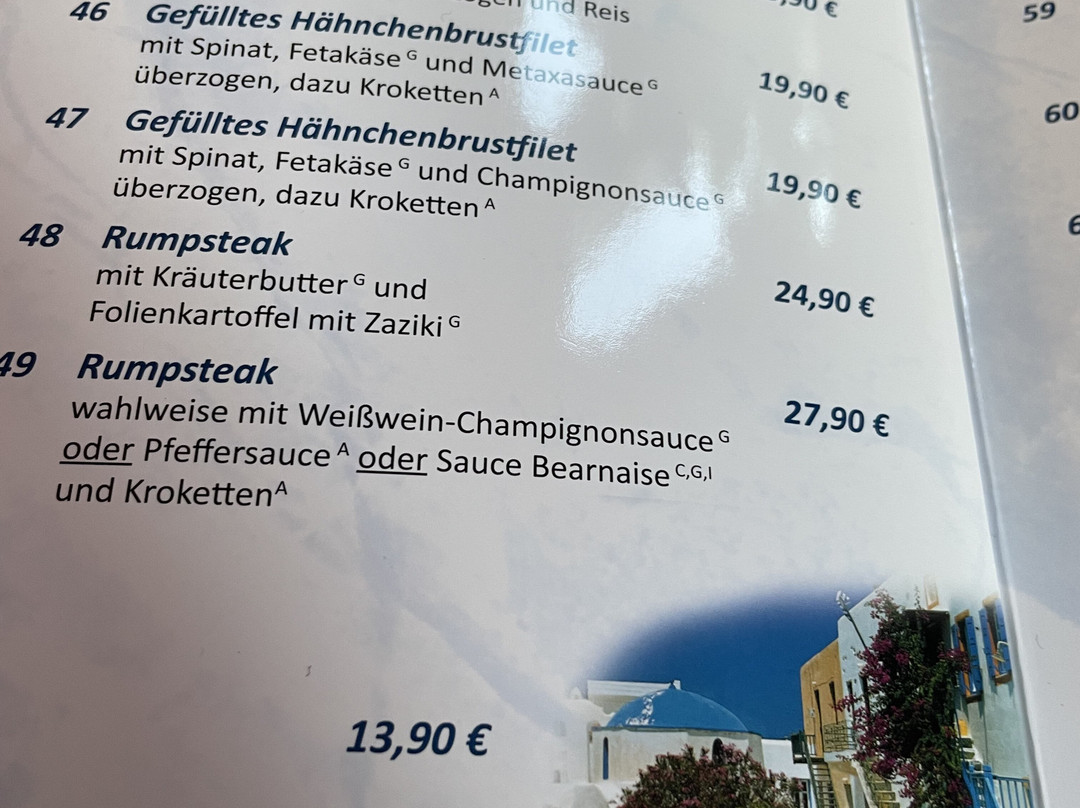 und Reis
46 Gefülltes Hähnchenbrustfilet
mit Spinat, Fetakäse G und Metaxasauce G
überzogen, dazu Kroketten A
19,90 €
47 Gefülltes Hähnchenbrustfilet
mit Spinat, Fetakäse G und Champignonsauce G
überzogen, dazu Kroketten A
19,90 €
48 Rumpsteak
mit Kräuterbutter G und
Folienkartoffel mit Zaziki G
24,90 €
49 Rumpsteak
wahlweise mit Weißwein-Champignonsauce G
oder Pfeffersauce A oder Sauce Bearnaise C,G,I
und Kroketten A
27,90 €
13,90 €
59
60